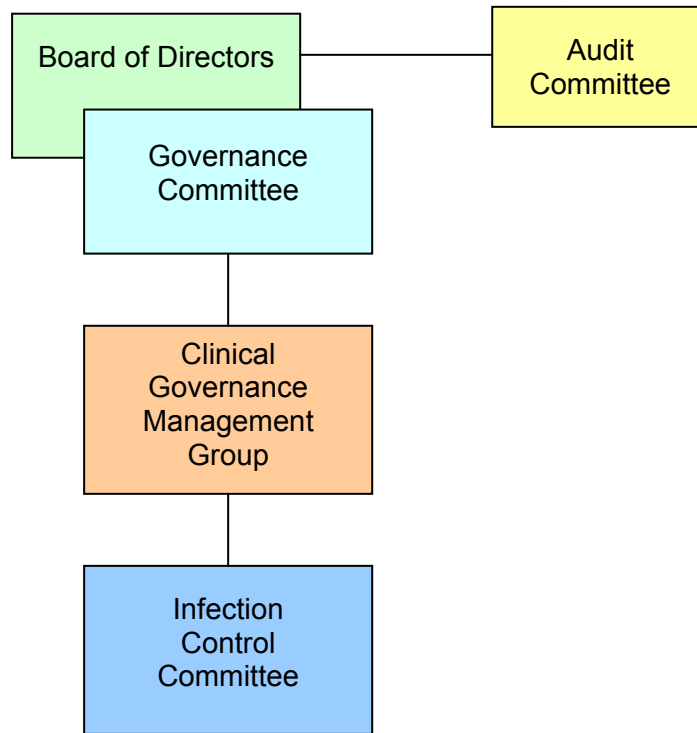 Board of Directors
Audit
Committee
Governance
Committee
Clinical
Governance
Management
Group
Infection
Control
Committee